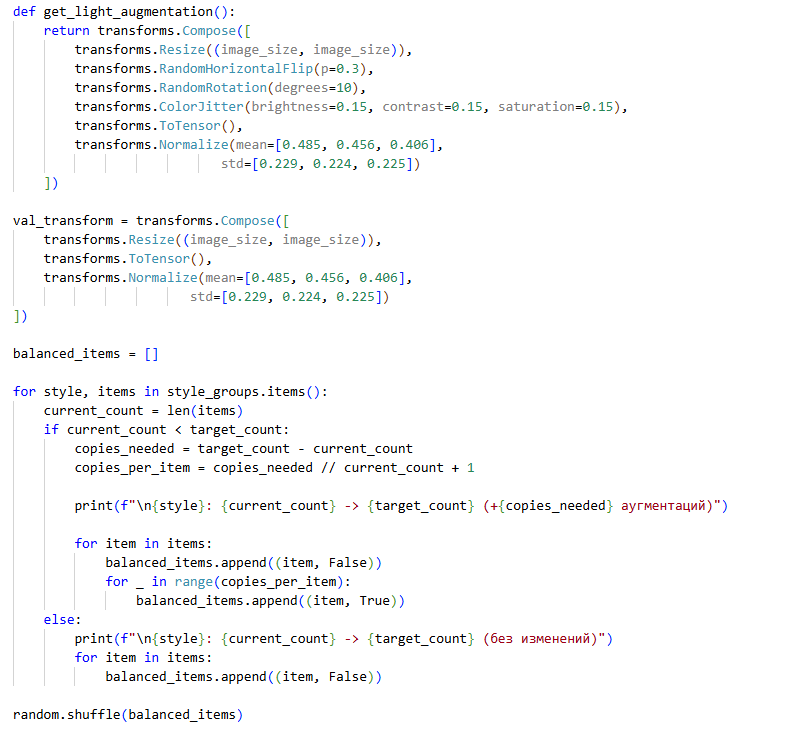 def get_light_augmentation():
    return transforms.Compose([
        transforms.Resize((image_size, image_size)),
        transforms.RandomHorizontalFlip(p=0.3),
        transforms.RandomRotation(degrees=10),
        transforms.ColorJitter(brightness=0.15, contrast=0.15, saturation=0.15),
        transforms.ToTensor(),
        transforms.Normalize(mean=[0.485, 0.456, 0.406],
                           std=[0.229, 0.224, 0.225])
    ])

val_transform = transforms.Compose([
    transforms.Resize((image_size, image_size)),
    transforms.ToTensor(),
    transforms.Normalize(mean=[0.485, 0.456, 0.406],
                       std=[0.229, 0.224, 0.225])
])

balanced_items = []

for style, items in style_groups.items():
    current_count = len(items)
    if current_count < target_count:
        copies_needed = target_count - current_count
        copies_per_item = copies_needed // current_count + 1

        print(f"\n{style}: {current_count} -> {target_count} (+{copies_needed} аугментаций)")

        for item in items:
            balanced_items.append((item, False))
            for _ in range(copies_per_item):
                balanced_items.append((item, True))
    else:
        print(f"\n{style}: {current_count} -> {target_count} (без изменений)")
        for item in items:
            balanced_items.append((item, False))

random.shuffle(balanced_items)